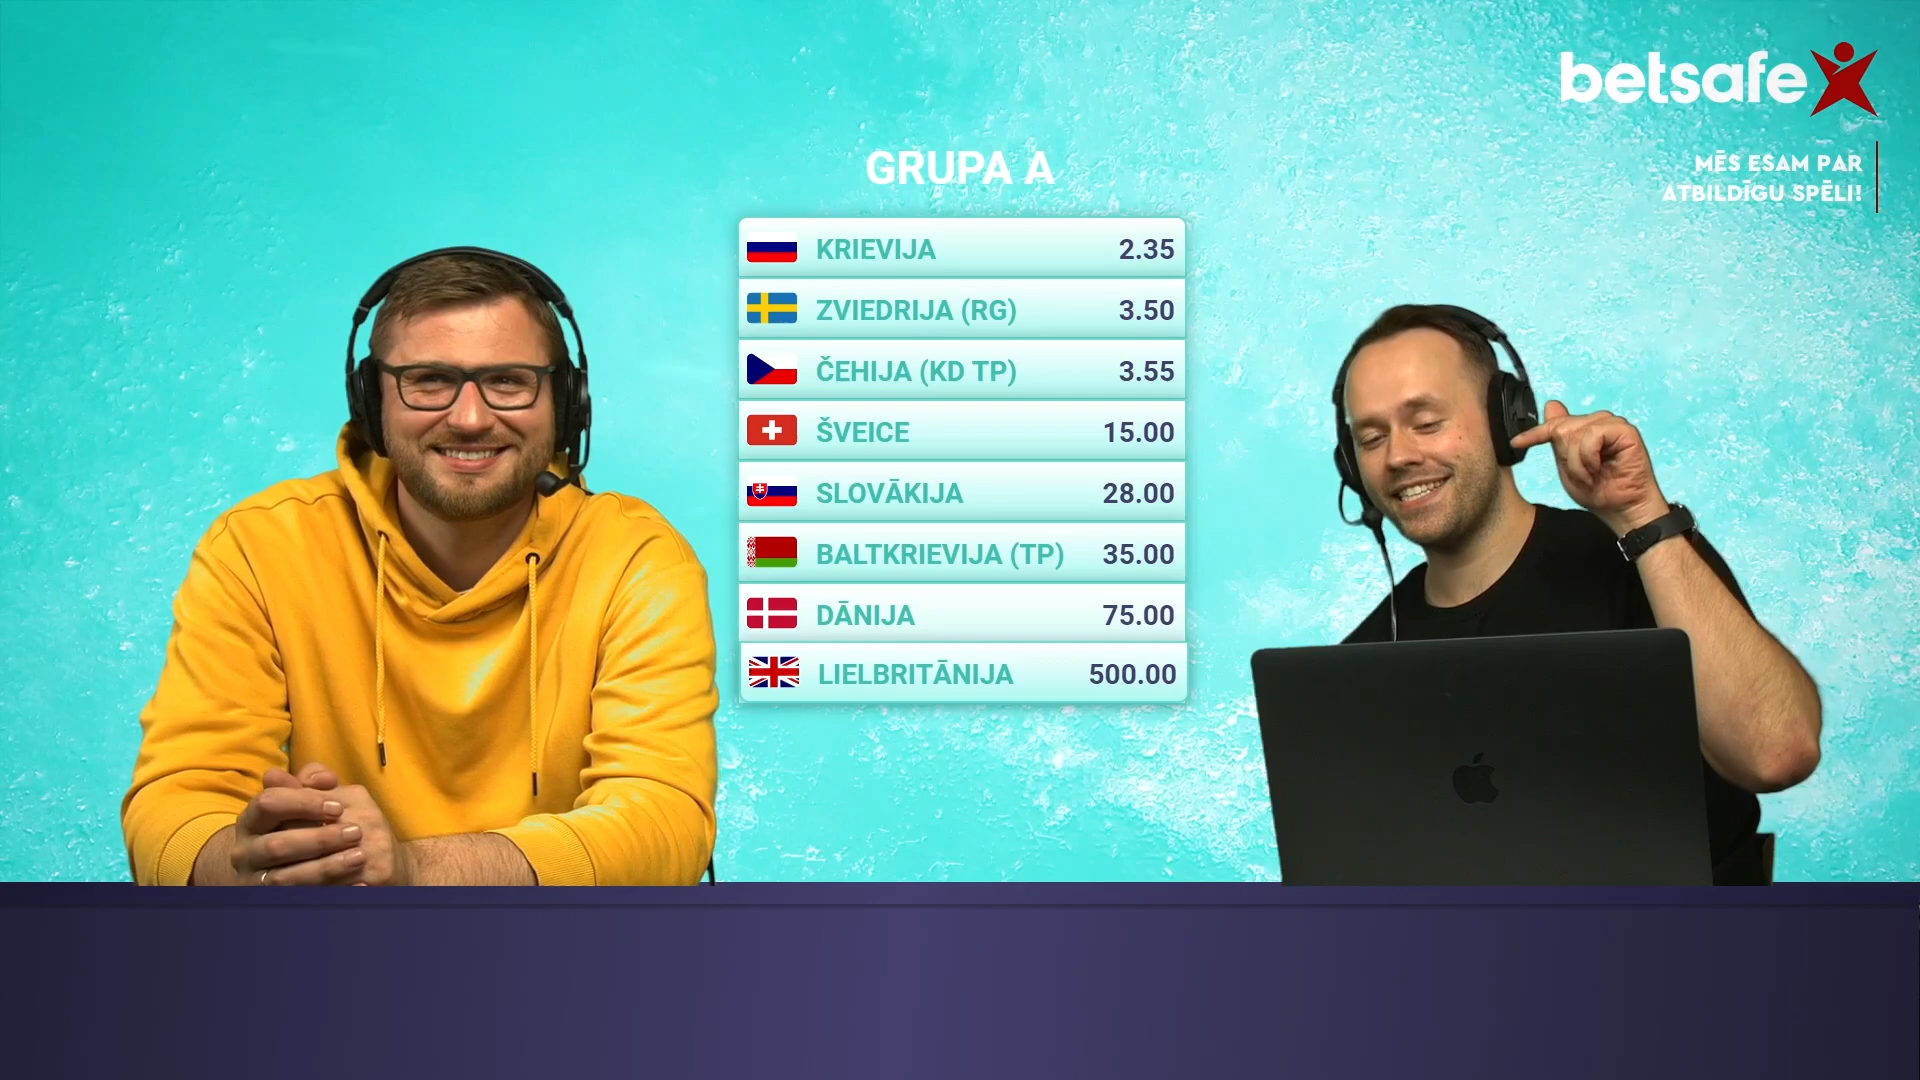 betsafe
MĒS ESAM PAR
ATBILDĪGU SPĒLI!
GRUPA A
KRIEVIJA 2.35
ZVIEDRIJA (RG) 3.50
ČEHIJA (KD TP) 3.55
ŠVEICE 15.00
SLOVĀKIJA 28.00
BALTKRIEVIJA (TP) 35.00
DĀNIJA 75.00
LIELBRITĀNIJA 500.00